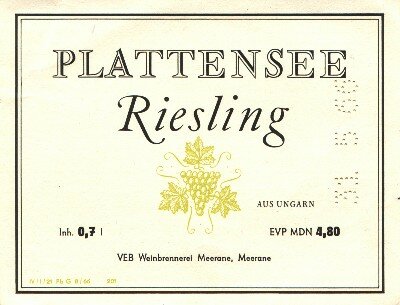 PLATTENSEE
Riesling
AUS UNGARN
Inh. 0,7 l
EVP MDN 4,80
VEB Weinbrennerei Meerane, Meerane